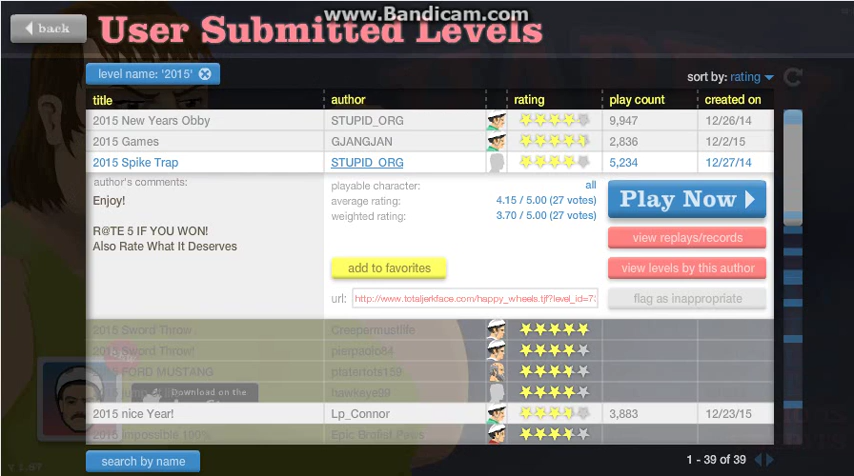 www.Bandicam.com
back
User Submitted Levels
level name: '2015'
sort by: rating
title author rating play count created on
2015 New Years Obby STUPID_ORG 9,947 12/26/14
2015 Games GJANGJAN 2,836 12/2/15
2015 Spike Trap STUPID_ORG 5,234 12/27/14
author's comments:
Enjoy!
R@TE 5 IF YOU WON!
Also Rate What It Deserves
playable character: all
average rating: 4.15 / 5.00 (27 votes)
weighted rating: 3.70 / 5.00 (27 votes)
Play Now
view replays/records
add to favorites
view levels by this author
url: http://www.totaljerkface.com/happy_wheels.tjf?level_id=7
flag as inappropriate
2015 Sword Throw Creepermustlife
2015 Sword Throw! pierpaolo84
2015 FORD MUSTANG ptaterrobi159
2015 hawkeye99
Download on the
2015 nice Year! Lp_Connor 3,883 12/23/15
2015 impossible 100% Epic Brofist Pewds
search by name
1 - 39 of 39